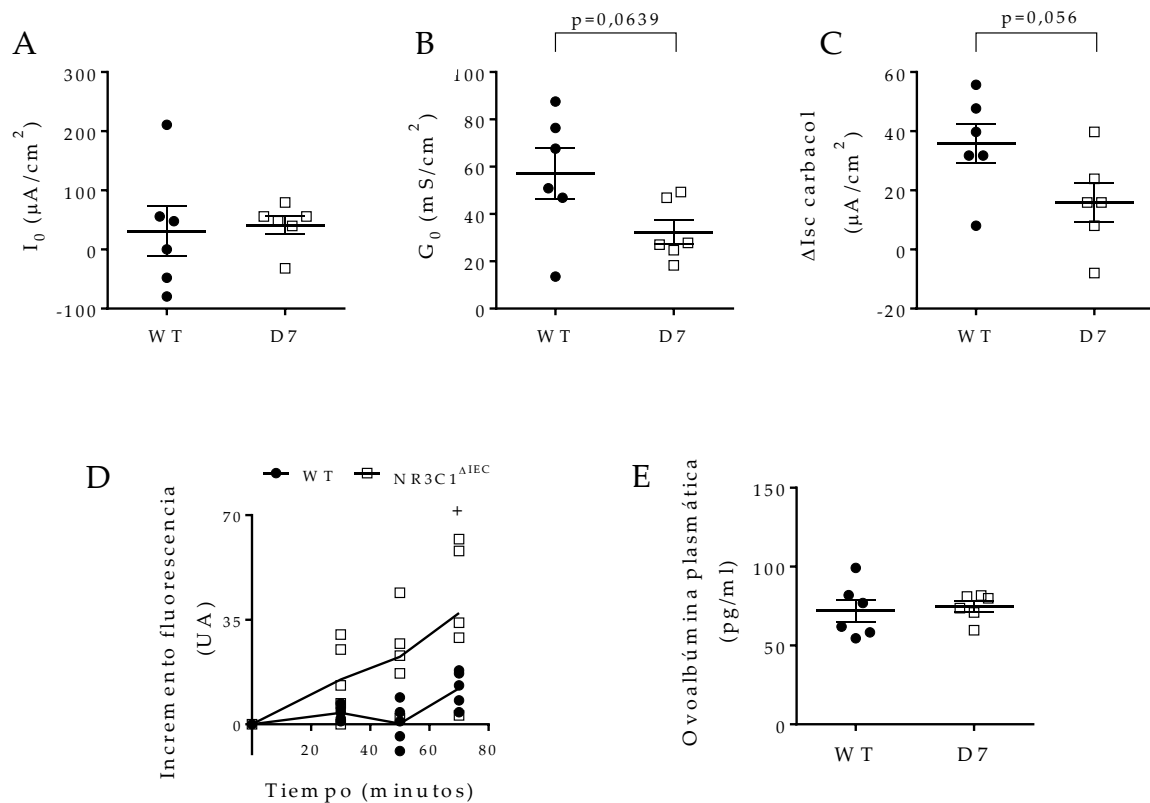 p=0,0639
p=0,056
A
B
C
I0 (µA/cm2)
300
200
100
0
-100
WT
D7
G0 (mS/cm2)
100
80
60
40
20
0
WT
D7
ΔIsc carbacol
(µA/cm2)
60
40
20
0
-20
WT
D7
D
WT
NR3C1ΔIEC
Incremento fluorescencia
(UA)
70
35
0
+
20
40
60
80
Tiempo (minutos)
E
Ovoalbúmina plasmática
(pg/ml)
150
100
50
0
WT
D7